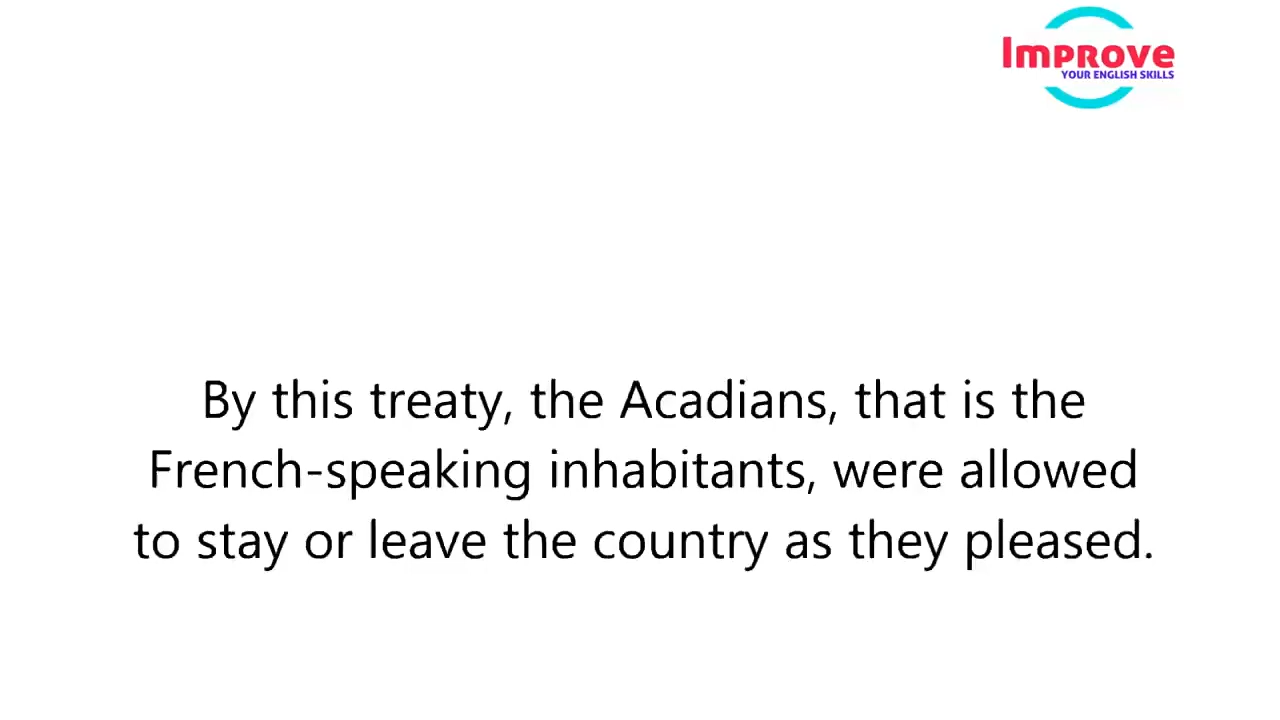 Improve
YOUR ENGLISH SKILLS
By this treaty, the Acadians, that is the
French-speaking inhabitants, were allowed
to stay or leave the country as they pleased.